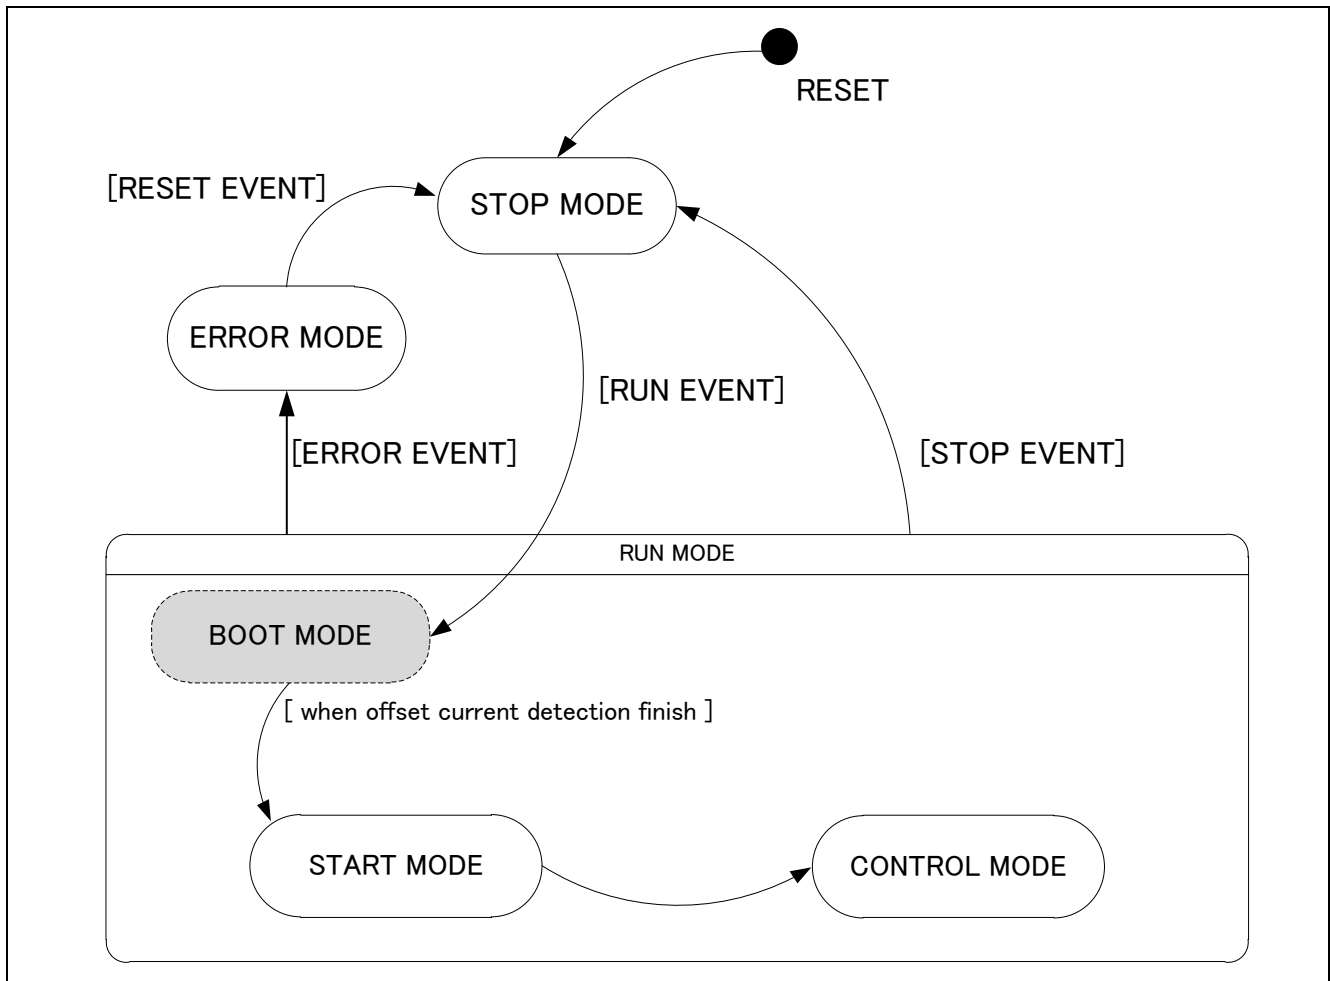 RESET
[RESET EVENT]
STOP MODE
ERROR MODE
[RUN EVENT]
[ERROR EVENT]
[STOP EVENT]
RUN MODE
BOOT MODE
[ when offset current detection finish ]
START MODE
CONTROL MODE